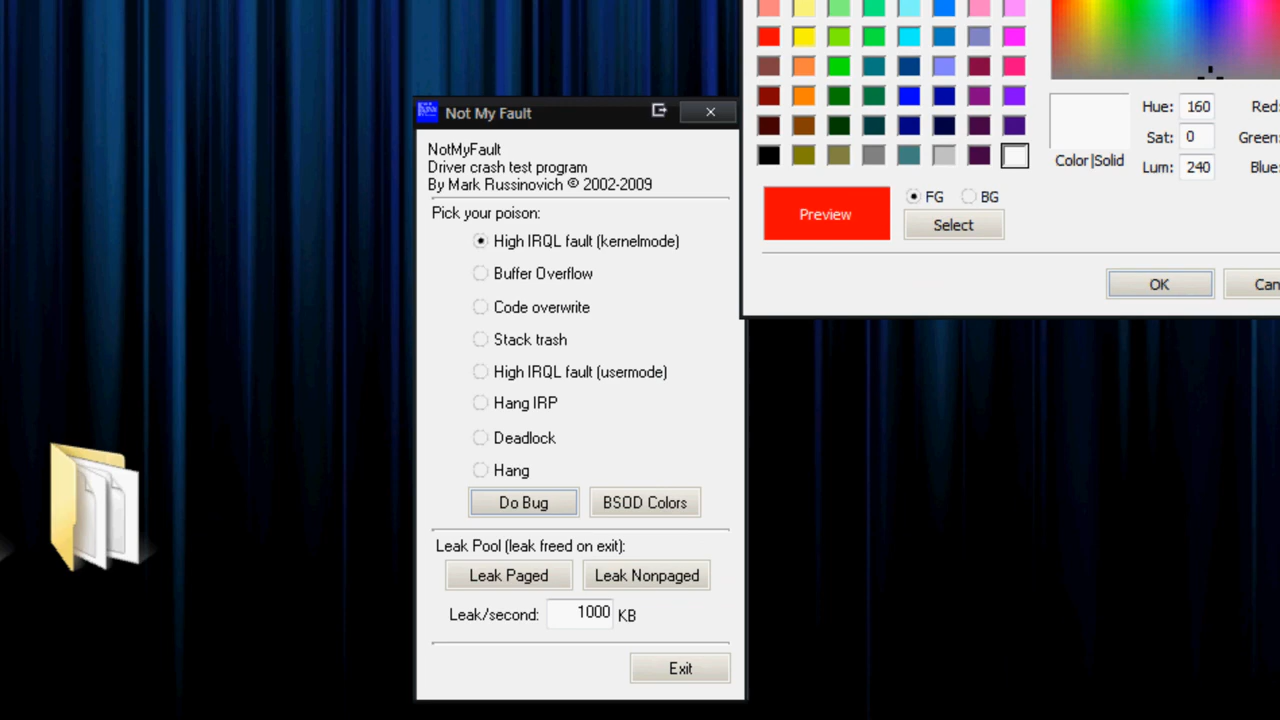 Not My Fault
NotMyFault
Driver crash test program
By Mark Russinovich © 2002-2009
Pick your poison:
High IRQL fault (kernelmode)
Buffer Overflow
Code overwrite
Stack trash
High IRQL fault (usermode)
Hang IRP
Deadlock
Hang
Do Bug
BSOD Colors
Leak Pool (leak freed on exit):
Leak Paged
Leak Nonpaged
Leak/second: 1000 KB
Exit
Hue: 160 Red:
Sat: 0 Green:
Color|Solid
Lum: 240 Blue:
Preview
FG BG
Select
OK
Can